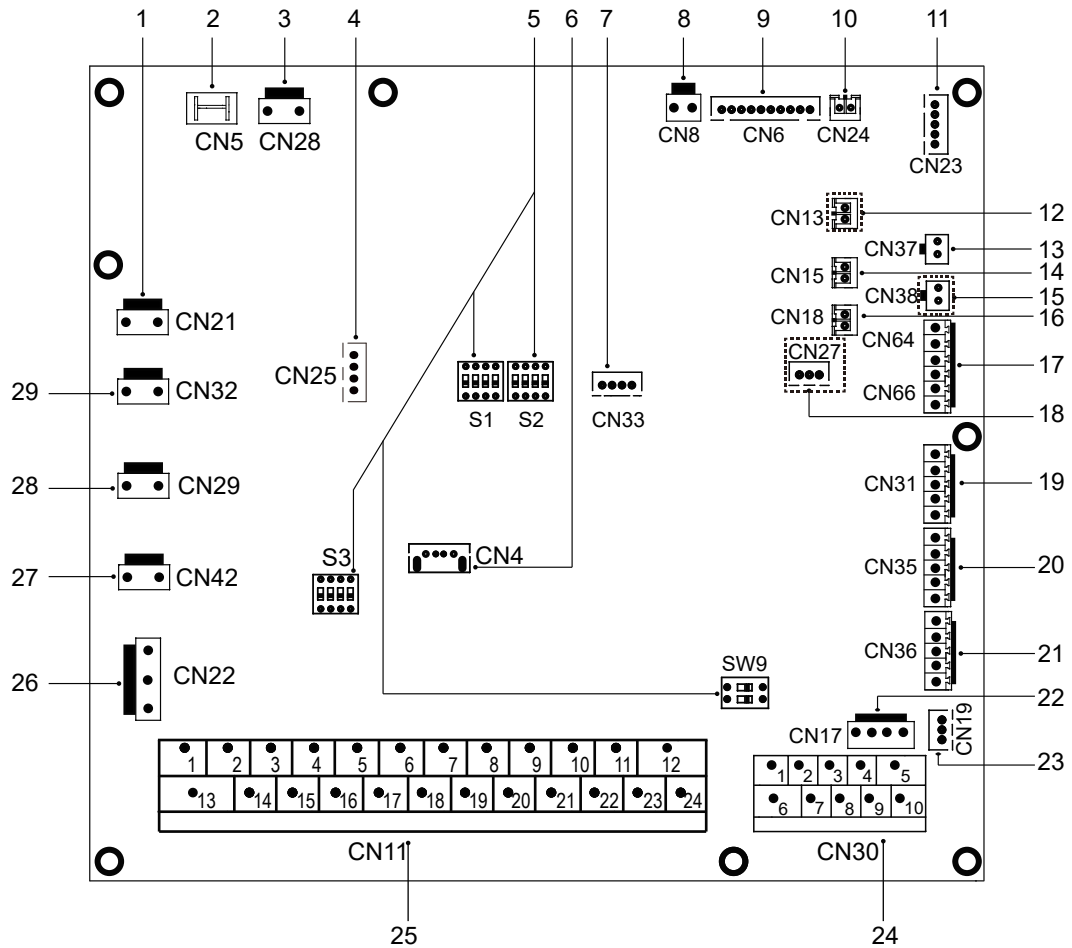 1 2 3 4 5 6 7 8 9 10 11
CN5 CN28 CN8 CN6 CN24
CN23
CN13 12
CN37 13
CN15 14
CN38 15
CN18 16
CN21
CN64
CN27
CN25
17
29 CN32 CN66
S1 S2 CN33
18
28 CN29 CN31 19
S3 CN4
27 CN42 CN35 20
CN36 21
SW9
26 CN22
22
CN17 CN19
23
1 2 3 4 5 6 7 8 9 10 11 12
1 2 3 4 5
13 14 15 16 17 18 19 20 21 22 23 24
6 7 8 9 10
CN11 CN30
25 24